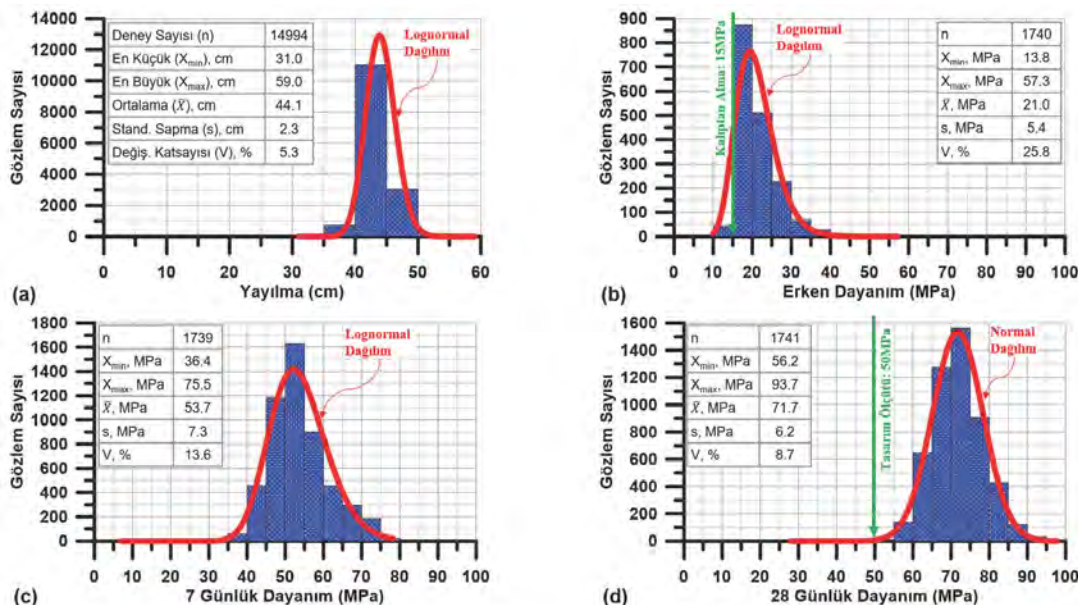 14000
12000
10000
8000
6000
4000
2000
0
Gözlem Sayısı
Deney Sayısı (n) 14994
En Küçük (Xmin), cm 31.0
En Büyük (Xmax), cm 59.0
Ortalama (X̄), cm 44.1
Stand. Sapma (s), cm 2.3
Değiş. Katsayısı (V), % 5.3
Lognormal
Dağılım
0 10 20 30 40 50 60
(a) Yayılma (cm)
900
800
700
600
500
400
300
200
100
0
Gözlem Sayısı
Kalıptan Alma: 15MPa
Lognormal
Dağılım
n 1740
Xmin, MPa 13.8
Xmax, MPa 57.3
X̄, MPa 21.0
s, MPa 5.4
V, % 25.8
0 10 20 30 40 50 60 70 80 90 100
(b) Erken Dayanım (MPa)
1800
1600
1400
1200
1000
800
600
400
200
0
Gözlem Sayısı
n 1739
Xmin, MPa 36.4
Xmax, MPa 75.5
X̄, MPa 53.7
s, MPa 7.3
V, % 13.6
Lognormal
Dağılım
0 10 20 30 40 50 60 70 80 90 100
(c) 7 Günlük Dayanım (MPa)
1600
1400
1200
1000
800
600
400
200
0
Gözlem Sayısı
n 1741
Xmin, MPa 56.2
Xmax, MPa 93.7
X̄, MPa 71.7
s, MPa 6.2
V, % 8.7
Tasarım Ölçütü: 50MPa
Normal
Dağılım
0 10 20 30 40 50 60 70 80 90 100
(d) 28 Günlük Dayanım (MPa)